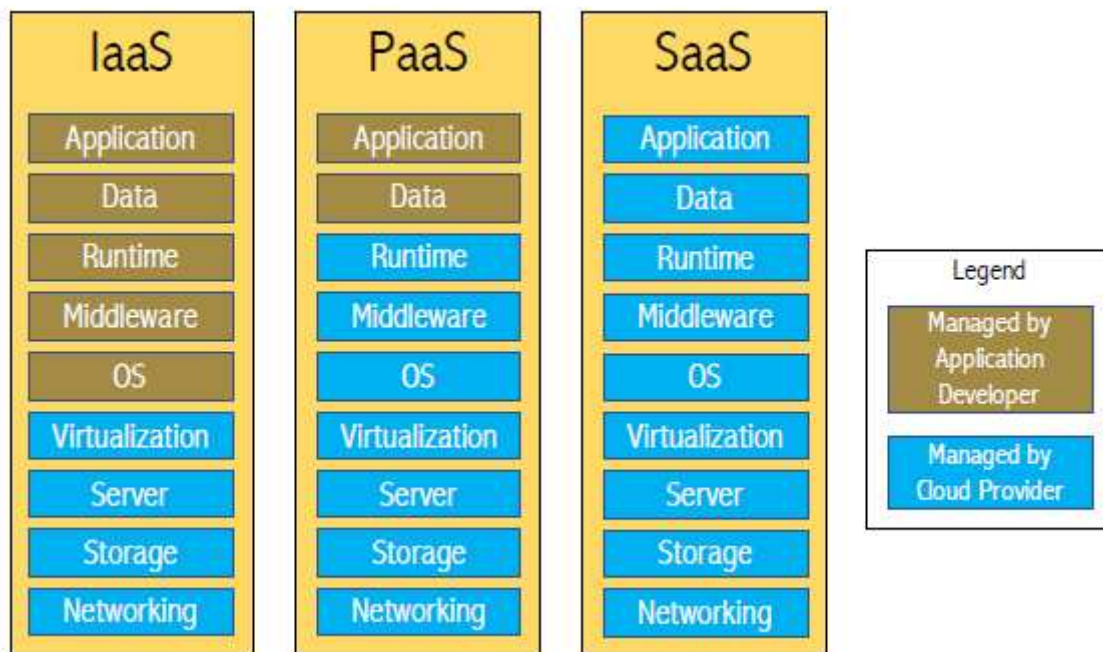 IaaS
Application
Data
Runtime
Middleware
OS
Virtualization
Server
Storage
Networking
PaaS
Application
Data
Runtime
Middleware
OS
Virtualization
Server
Storage
Networking
SaaS
Application
Data
Runtime
Middleware
OS
Virtualization
Server
Storage
Networking
Legend
Managed by
Application
Developer
Managed by
Cloud Provider